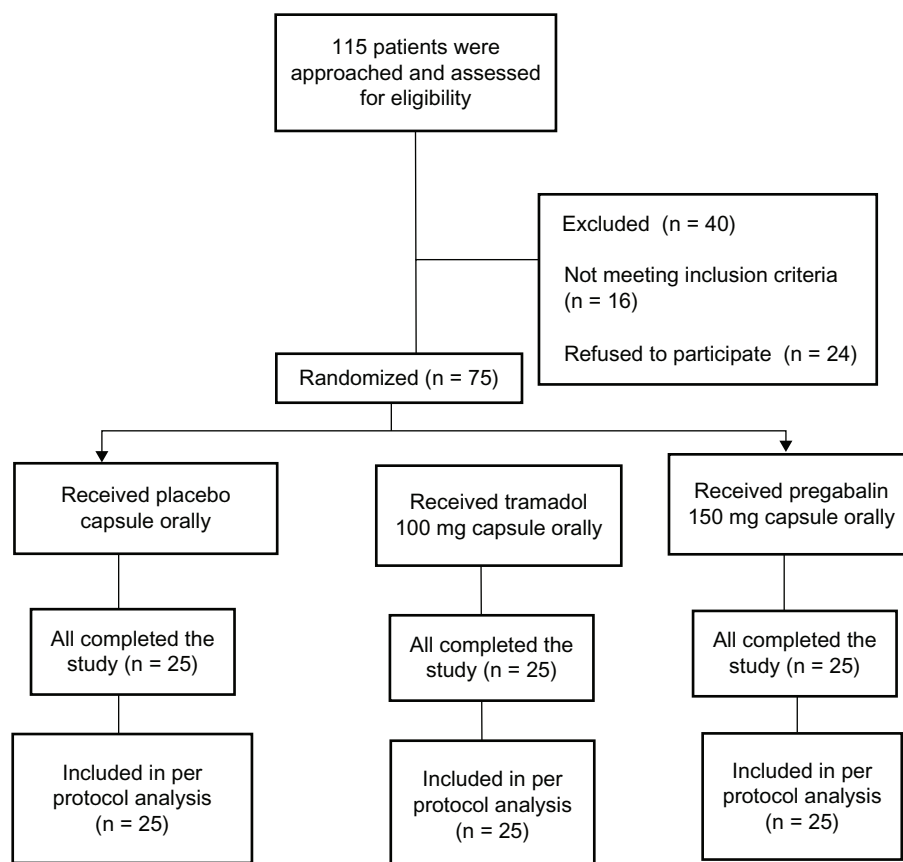 115 patients were
approached and assessed
for eligibility
Excluded (n = 40)
Not meeting inclusion criteria
(n = 16)
Refused to participate (n = 24)
Randomized (n = 75)
Received placebo
capsule orally
Received tramadol
100 mg capsule orally
Received pregabalin
150 mg capsule orally
All completed the
study (n = 25)
All completed the
study (n = 25)
All completed the
study (n = 25)
Included in per
protocol analysis
(n = 25)
Included in per
protocol analysis
(n = 25)
Included in per
protocol analysis
(n = 25)